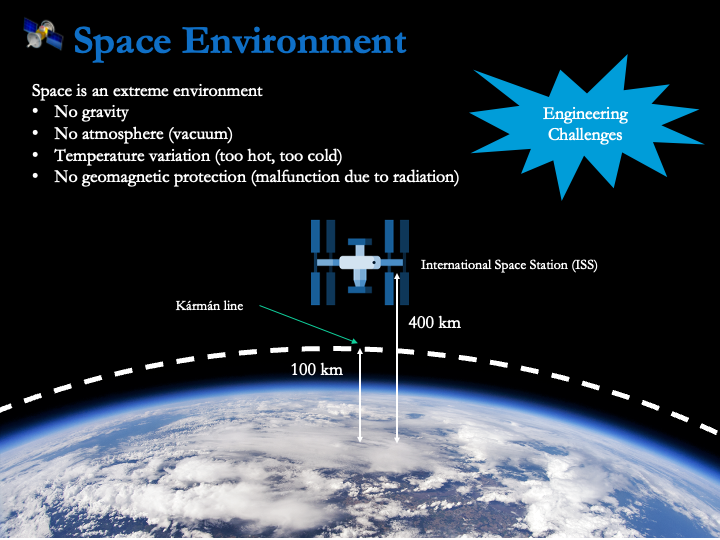 Space Environment
Space is an extreme environment
• No gravity
• No atmosphere (vacuum)
• Temperature variation (too hot, too cold)
• No geomagnetic protection (malfunction due to radiation)
Engineering
Challenges
International Space Station (ISS)
Kármán line
400 km
100 km